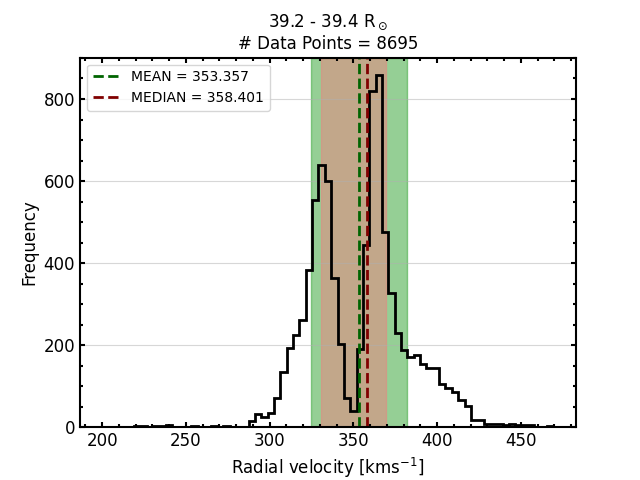 39.2 - 39.4 R⊙
# Data Points = 8695
MEAN = 353.357
MEDIAN = 358.401
800
600
400
200
0
Frequency
200 250 300 350 400 450
Radial velocity [kms⁻¹]